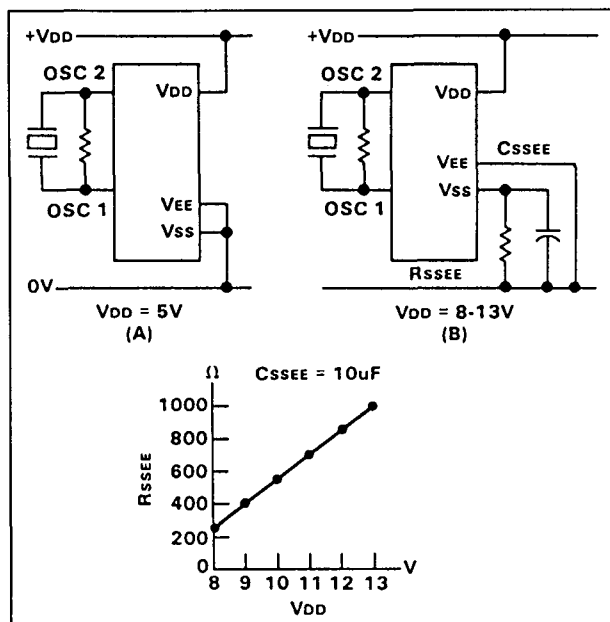 +VDD
OSC 2
VDD
OSC 1
VEE
VSS
0V
VDD = 5V
(A)
+VDD
OSC 2
VDD
CSSEE
VEE
VSS
OSC 1
RSSEE
VDD = 8-13V
(B)
Ω CSSEE = 10uF
1000
800
600
400
200
0
RSSEE
8 9 10 11 12 13 V
VDD